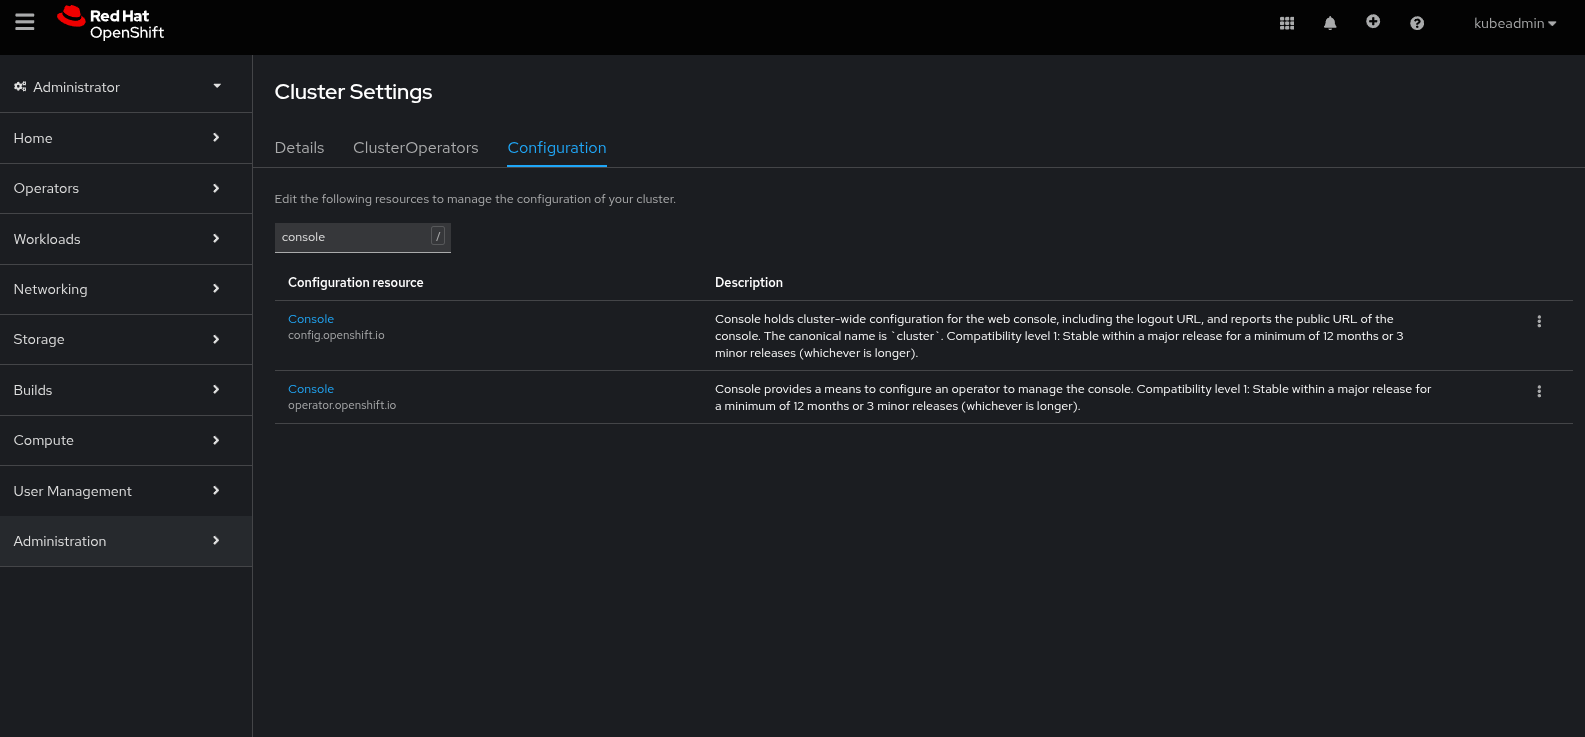 Red Hat
OpenShift
kubeadmin
Administrator
Home
Operators
Workloads
Networking
Storage
Builds
Compute
User Management
Administration
Cluster Settings
Details ClusterOperators Configuration
Edit the following resources to manage the configuration of your cluster.
console /
Configuration resource Description
Console
config.openshift.io
Console holds cluster-wide configuration for the web console, including the logout URL, and reports the public URL of the
console. The canonical name is `cluster`. Compatibility level 1: Stable within a major release for a minimum of 12 months or 3
minor releases (whichever is longer).
Console
operator.openshift.io
Console provides a means to configure an operator to manage the console. Compatibility level 1: Stable within a major release for
a minimum of 12 months or 3 minor releases (whichever is longer).